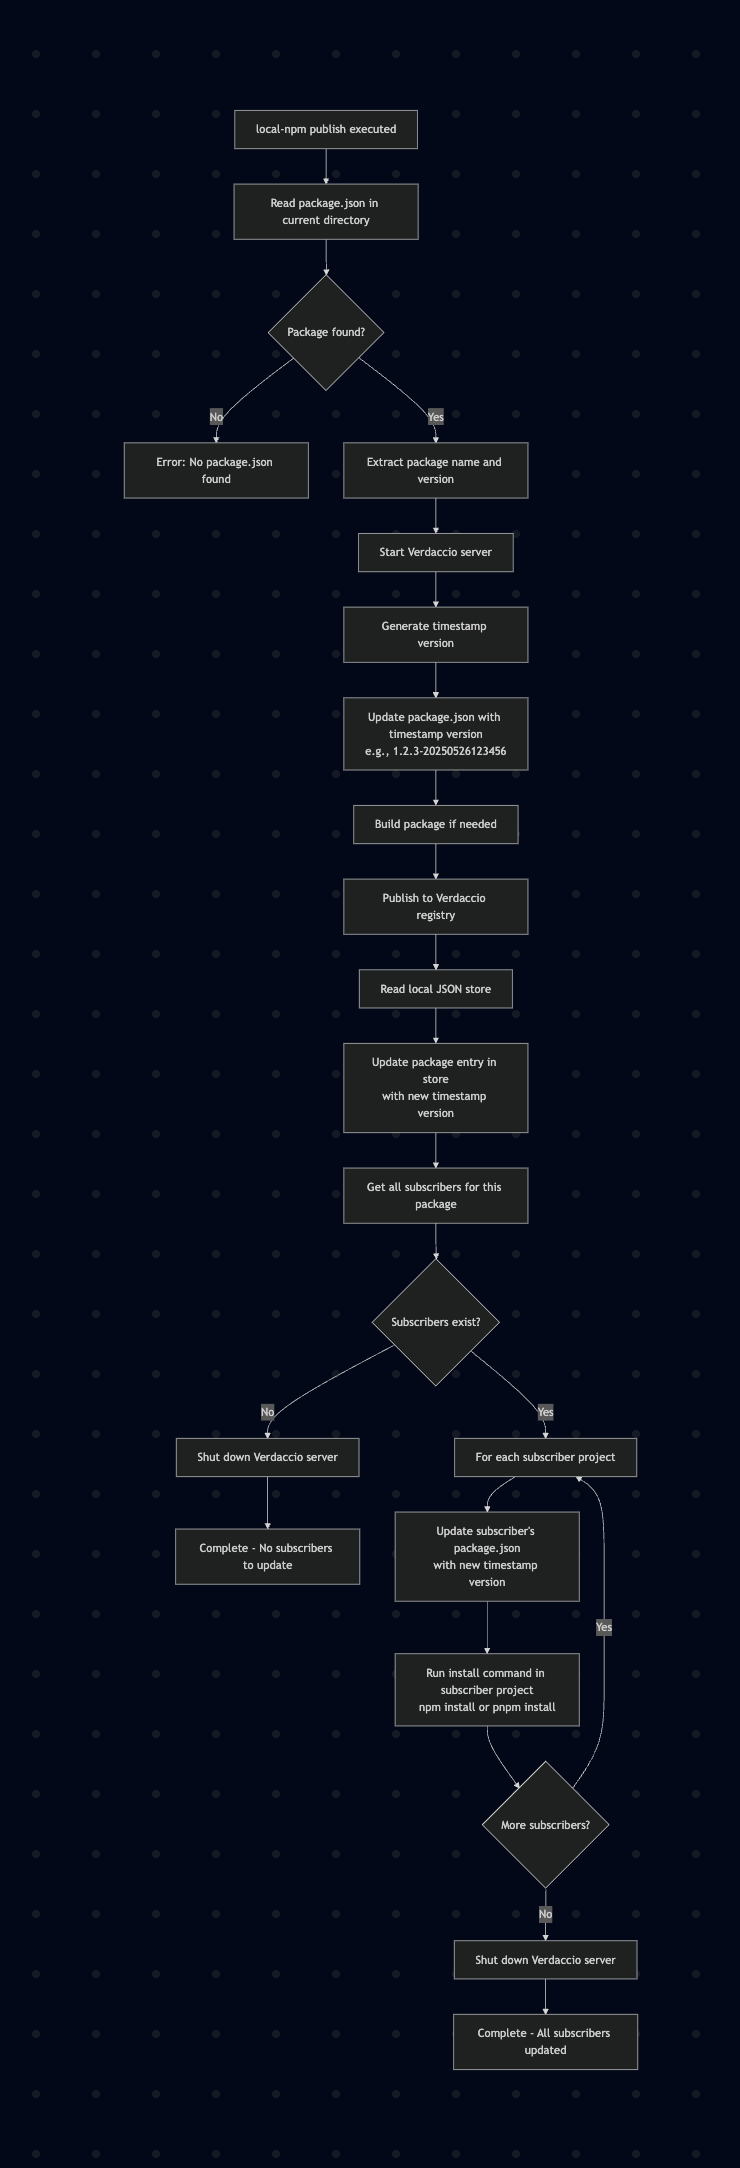 local-npm publish executed
Read package.json in
current directory
Package found?
No
Yes
Error: No package.json
found
Extract package name and
version
Start Verdaccio server
Generate timestamp
version
Update package.json with
timestamp version
e.g., 1.2.3-20250526123456
Build package if needed
Publish to Verdaccio
registry
Read local JSON store
Update package entry in
store
with new timestamp
version
Get all subscribers for this
package
Subscribers exist?
No
Yes
Shut down Verdaccio server
For each subscriber project
Complete - No subscribers
to update
Update subscriber's
package.json
with new timestamp
version
Yes
Run install command in
subscriber project
npm install or pnpm install
More subscribers?
No
Shut down Verdaccio server
Complete - All subscribers
updated